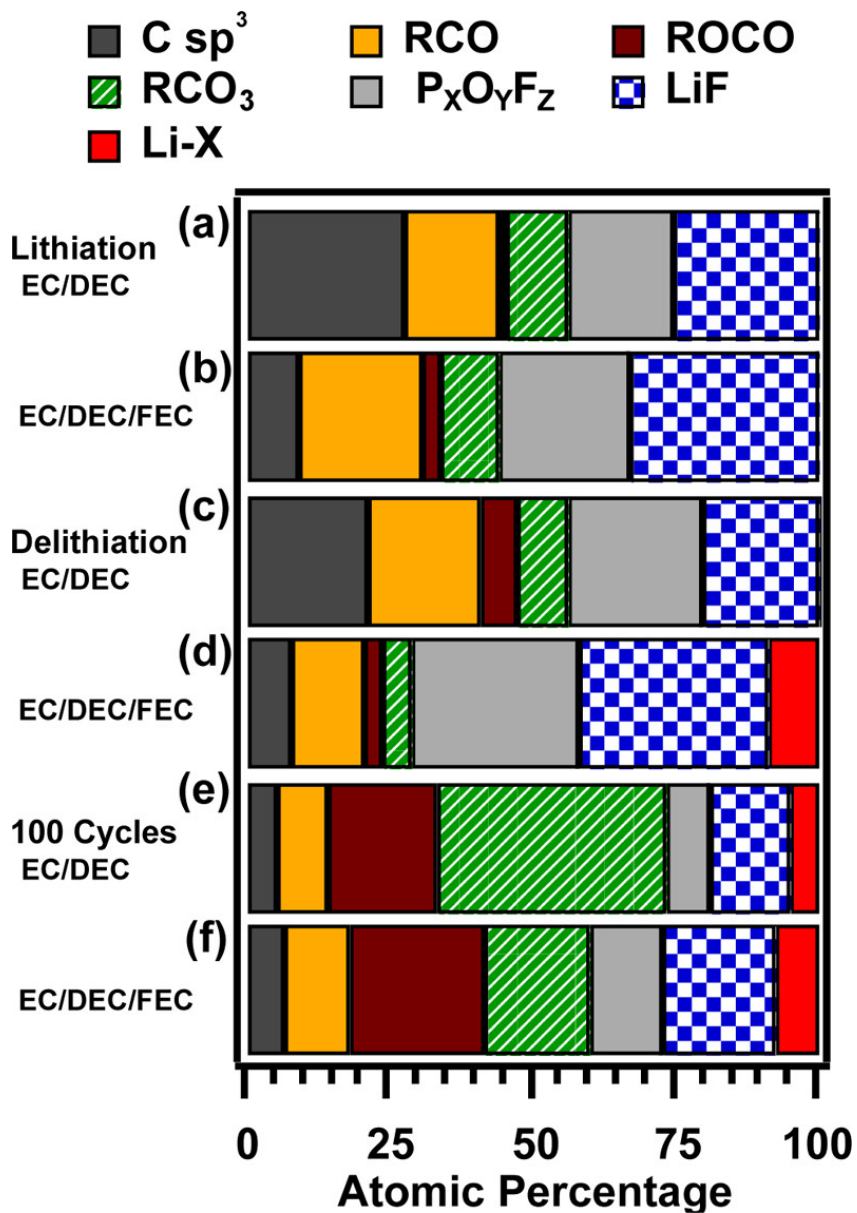 C sp³ RCO ROCO
RCO₃ PₓOᵧF_Z LiF
Li-X
(a)
Lithiation
EC/DEC
(b)
EC/DEC/FEC
(c)
Delithiation
EC/DEC
(d)
EC/DEC/FEC
(e)
100 Cycles
EC/DEC
(f)
EC/DEC/FEC
0 25 50 75 100
Atomic Percentage